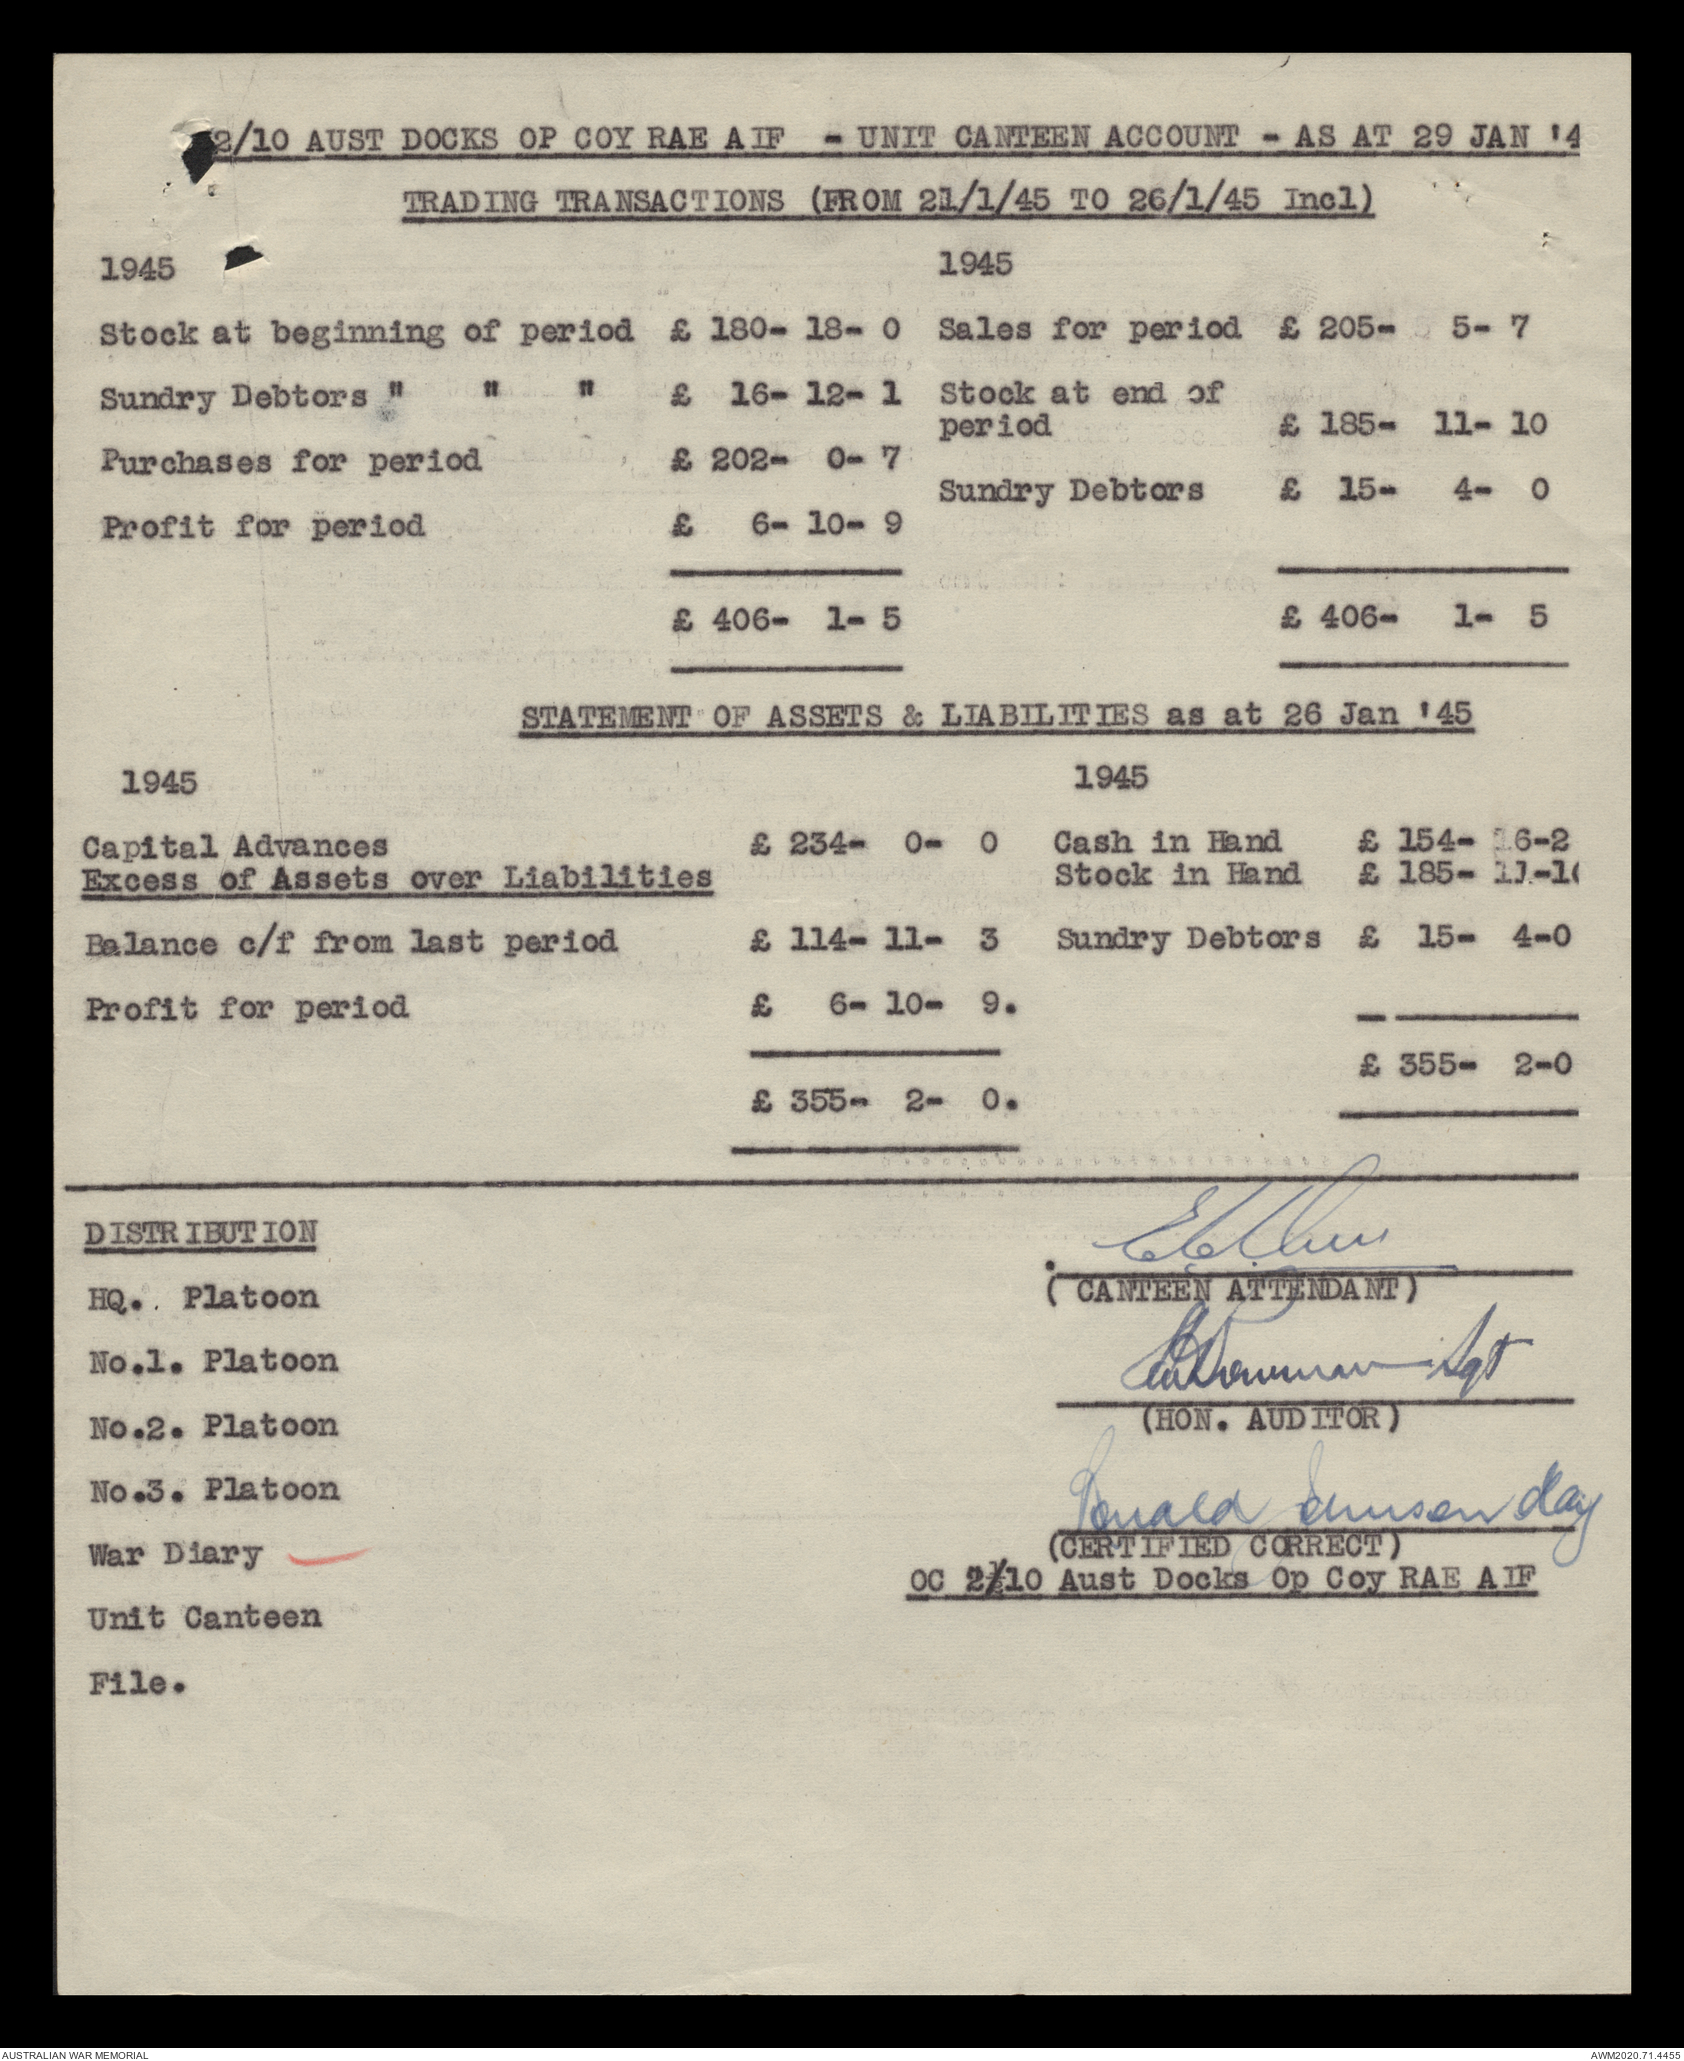 2/10 AUST DOCKS OP COY RAE AIF - UNIT CANTEEN ACCOUNT - AS AT 29 JAN '4
TRADING TRANSACTIONS (FROM 21/1/45 TO 26/1/45 Incl)
1945 1945
Stock at beginning of period £ 180- 18- 0 Sales for period £ 205- 5- 7
Sundry Debtors " " " £ 16- 12- 1 Stock at end of
period £ 185- 11- 10
Purchases for period £ 202- 0- 7
Sundry Debtors £ 15- 4- 0
Profit for period £ 6- 10- 9
£ 406- 1- 5 £ 406- 1- 5
STATEMENT OF ASSETS & LIABILITIES as at 26 Jan '45
1945 1945
Capital Advances £ 234- 0- 0 Cash in Hand £ 154- 16-2
Excess of Assets over Liabilities Stock in Hand £ 185- 11-1(
Balance c/f from last period £ 114- 11- 3 Sundry Debtors £ 15- 4-0
Profit for period £ 6- 10- 9.
£ 355- 2-0
£ 355- 2- 0.
DISTRIBUTION
( CANTEEN ATTENDANT)
HQ. Platoon
Sgt
No.1. Platoon
(HON. AUDITOR)
No.2. Platoon
No.3. Platoon
Ronald Day
(CERTIFIED CORRECT)
War Diary
OC 2/10 Aust Docks Op Coy RAE AIF
Unit Canteen
File.
AUSTRALIAN WAR MEMORIAL AWM2020.71.4455